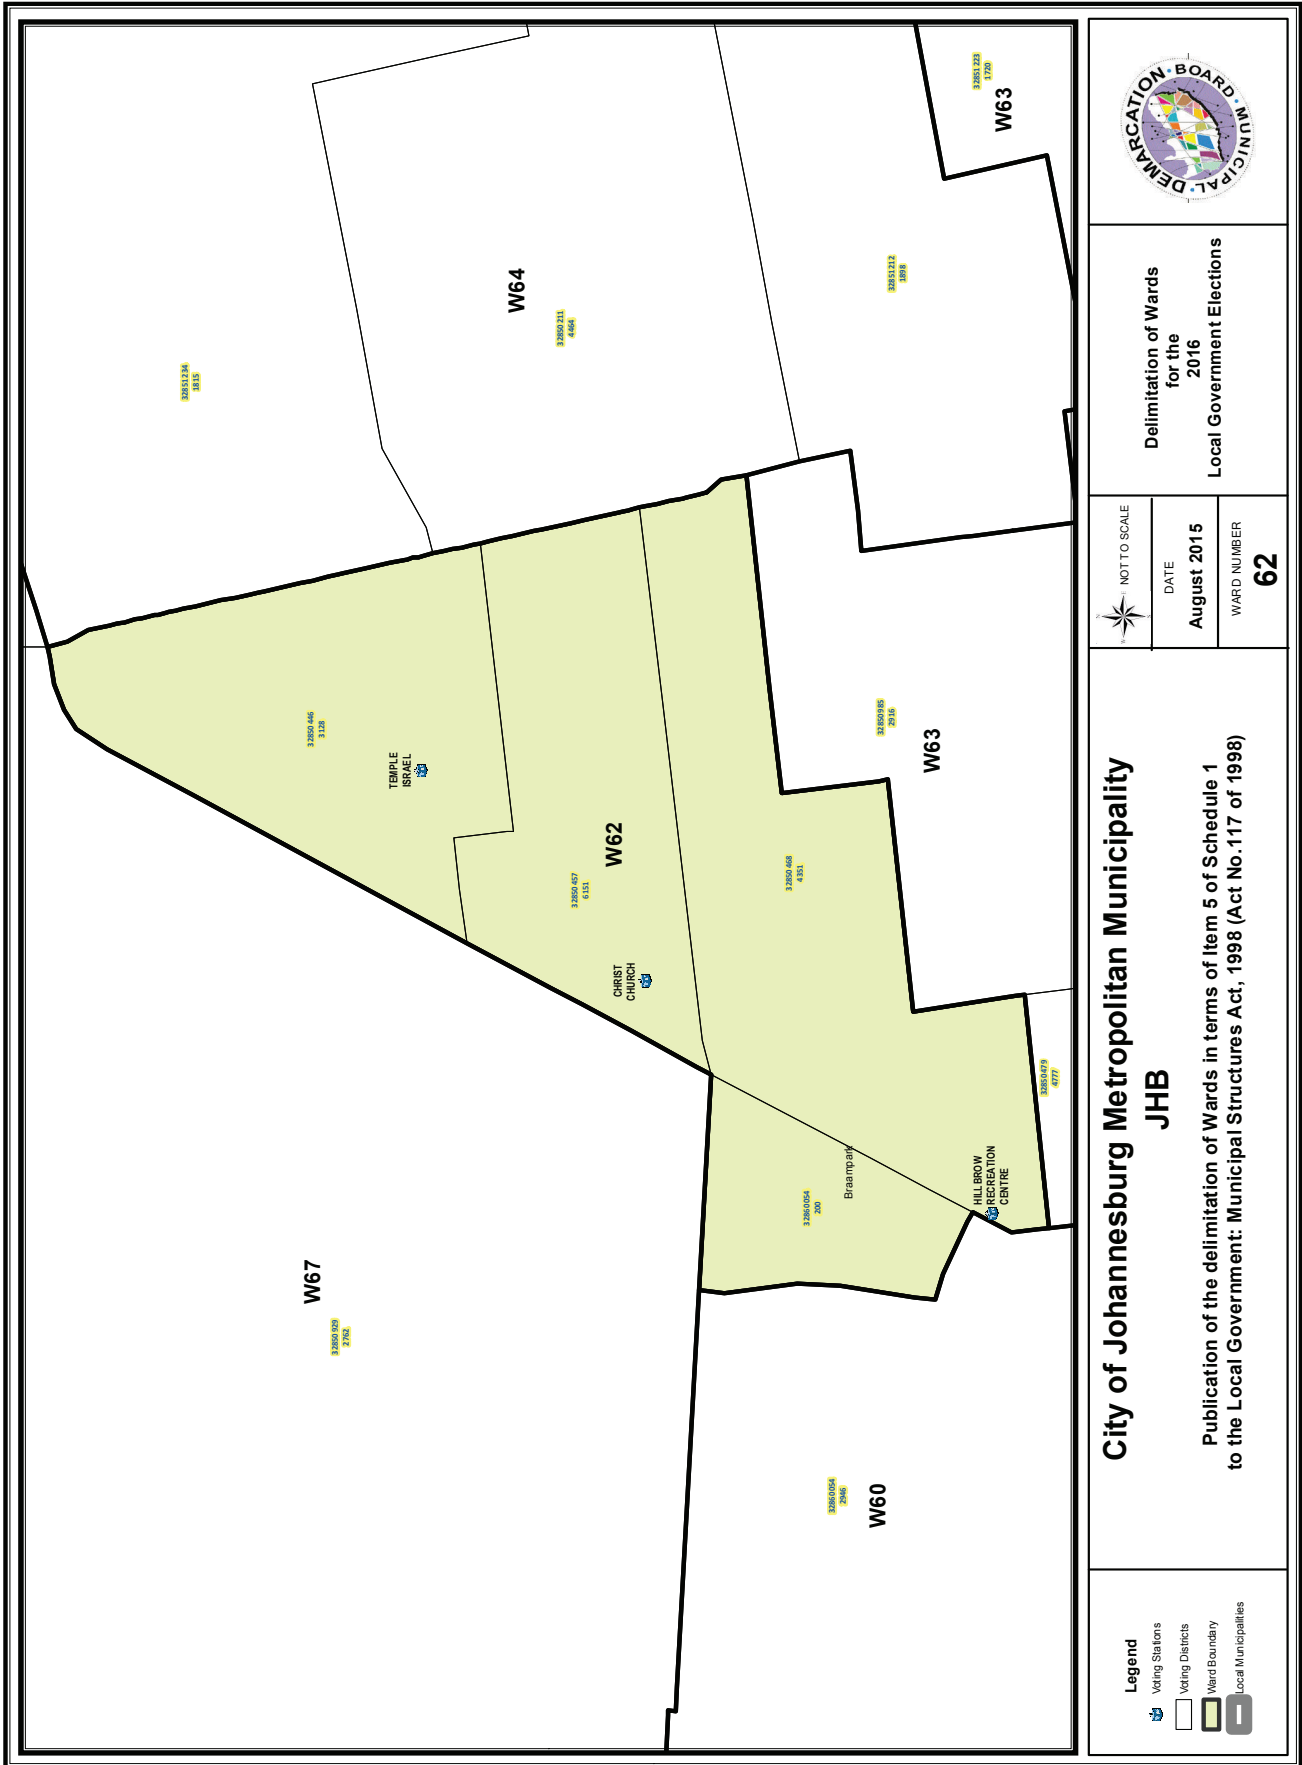 32851234
1815
W64
32850211
4464
32851223
1720
W63
32851212
1898
32850446
3128
TEMPLE
ISRAEL
W62
32850457
6151
CHRIST
CHURCH
32850468
4351
32850985
2916
W63
32850479
4777
W67
32850929
2762
32860054
200
Braampark
HILLBROW
RECREATION
CENTRE
32860054
2946
W60
Legend
Voting Stations
Voting Districts
Ward Boundary
Local Municipalities
City of Johannesburg Metropolitan Municipality
JHB
Publication of the delimitation of Wards in terms of Item 5 of Schedule 1
to the Local Government: Municipal Structures Act, 1998 (Act No.117 of 1998)
NOT TO SCALE
DATE
August 2015
WARD NUMBER
62
Delimitation of Wards
for the
2016
Local Government Elections
MUNICIPAL · DEMARCATION · BOARD ·